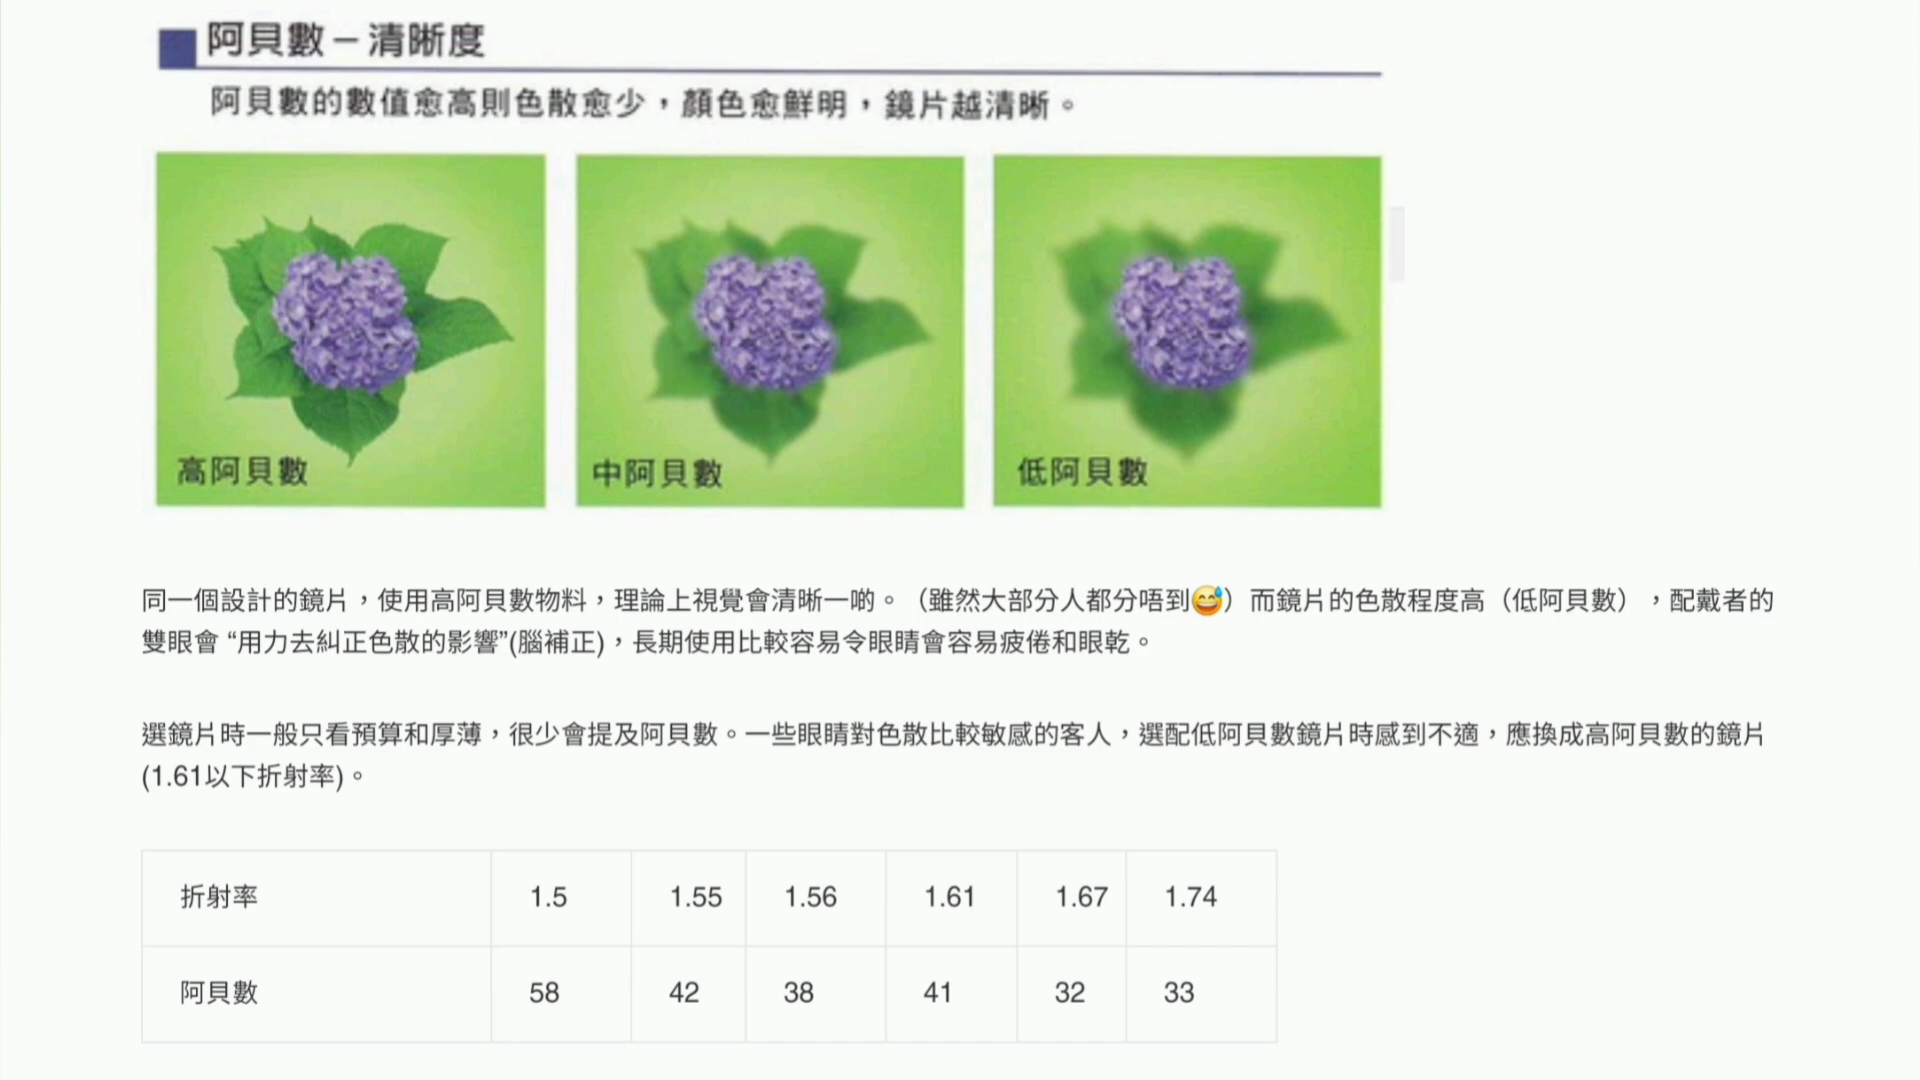 阿貝數－清晰度
阿貝數的數值愈高則色散愈少，顏色愈鮮明，鏡片越清晰。
高阿貝數
中阿貝數
低阿貝數
同一個設計的鏡片，使用高阿貝數物料，理論上視覺會清晰一啲。（雖然大部分人都分唔到😅）而鏡片的色散程度高（低阿貝數），配戴者的
雙眼會 “用力去糾正色散的影響”(腦補正)，長期使用比較容易令眼睛會容易疲倦和眼乾。
選鏡片時一般只看預算和厚薄，很少會提及阿貝數。一些眼睛對色散比較敏感的客人，選配低阿貝數鏡片時感到不適，應換成高阿貝數的鏡片
(1.61以下折射率)。
折射率 1.5 1.55 1.56 1.61 1.67 1.74
阿貝數 58 42 38 41 32 33